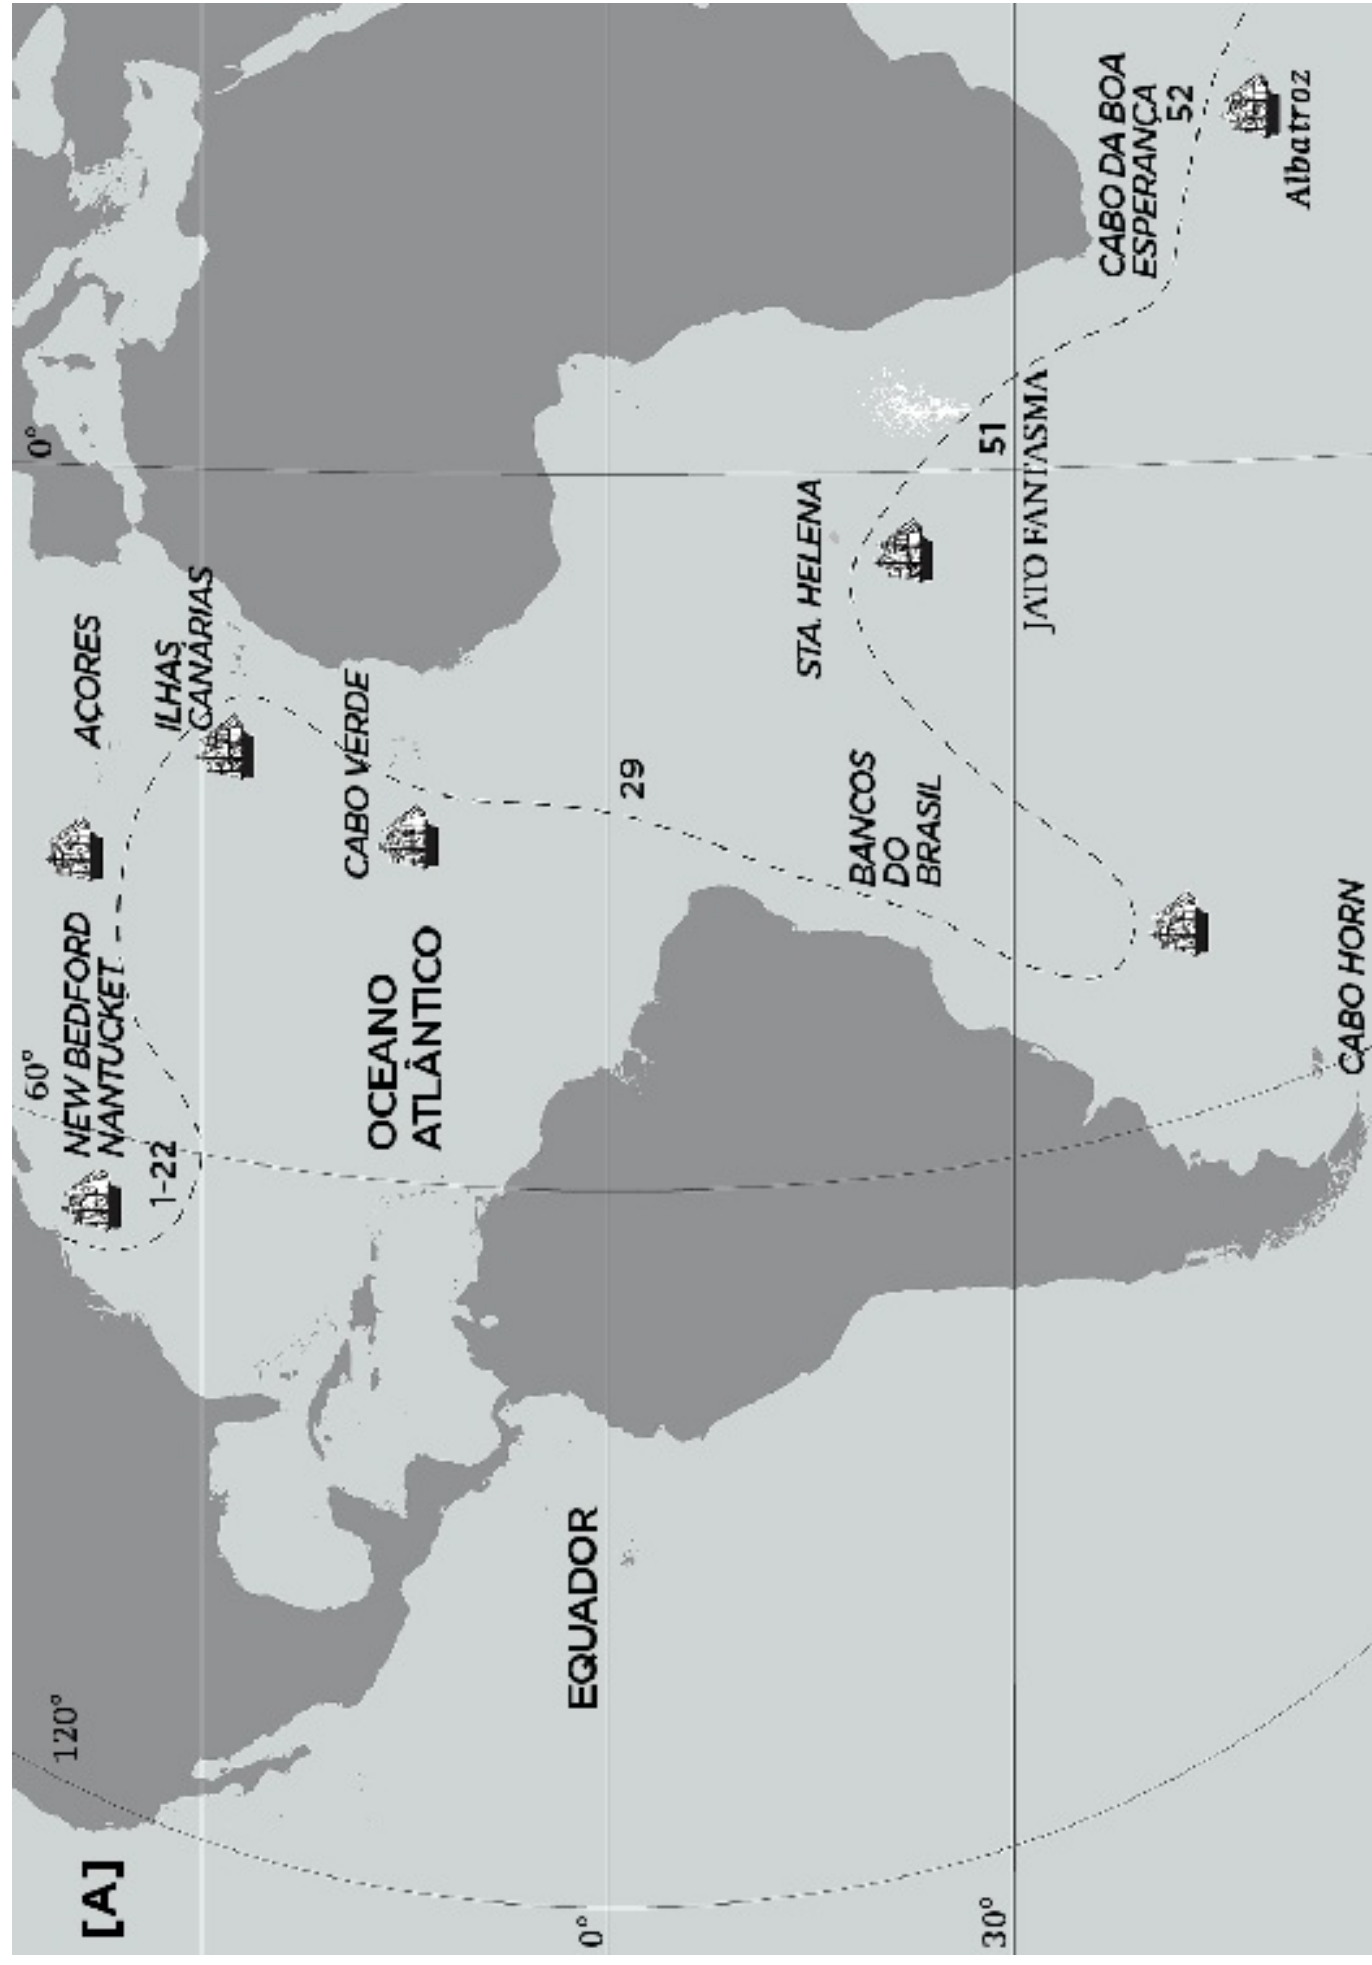 [A]
120°
60°
0°
NEW BEDFORD
NANTUCKET
1-22
AÇORES
ILHAS
CANÁRIAS
OCEANO
ATLÂNTICO
CABO VERDE
EQUADOR
0°
29
BANCOS
DO
BRASIL
STA. HELENA
30°
51
JATO FANTASMA
CABO DA BOA
ESPERANÇA
52
Albatroz
CABO HORN